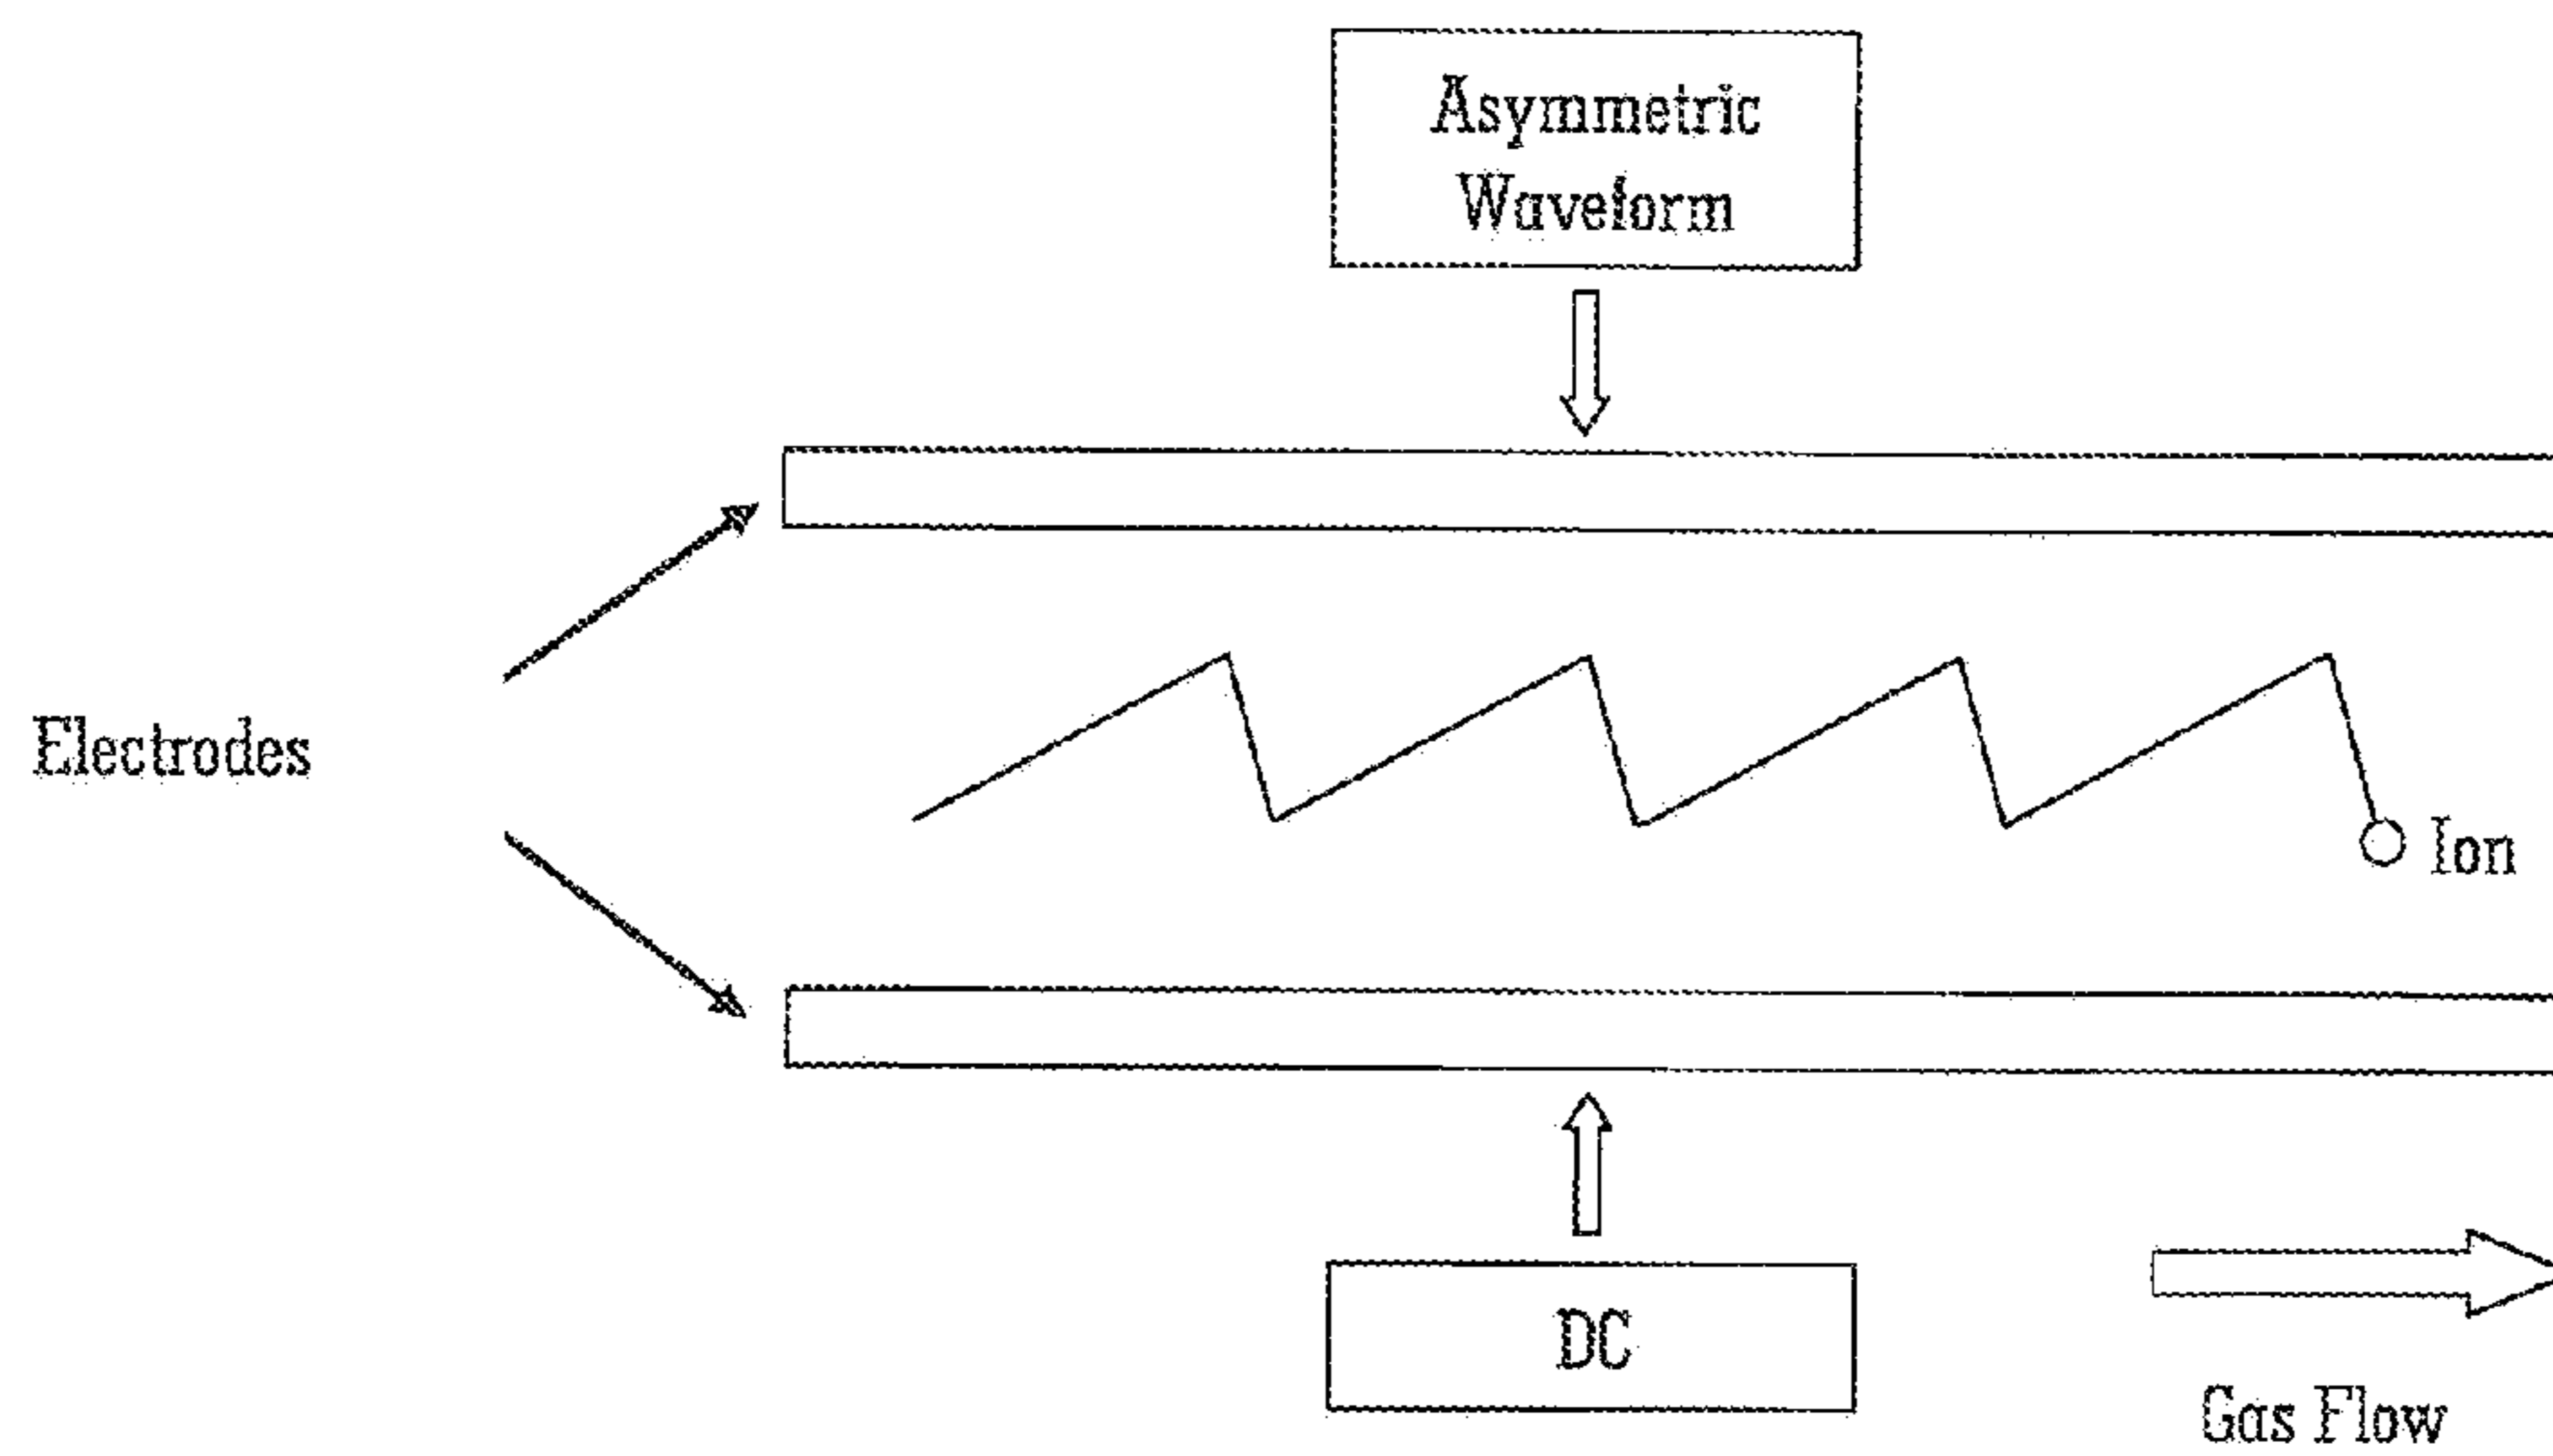 Asymmetric
Waveform
Electrodes
Ion
DC
Gas Flow